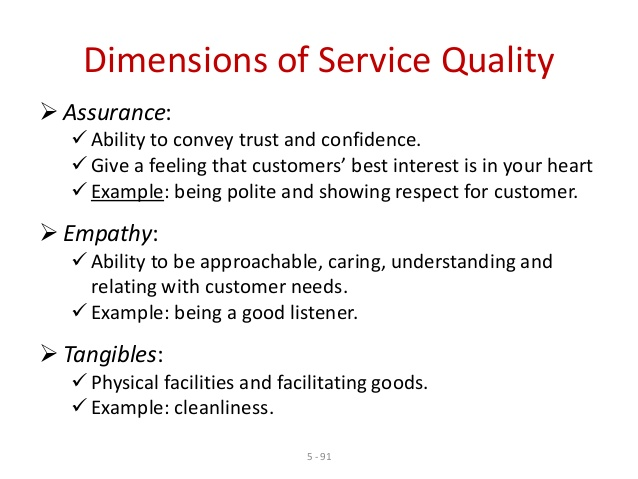 Dimensions of Service Quality
➢ Assurance:
✓ Ability to convey trust and confidence.
✓ Give a feeling that customers’ best interest is in your heart
✓ Example: being polite and showing respect for customer.
➢ Empathy:
✓ Ability to be approachable, caring, understanding and
relating with customer needs.
✓ Example: being a good listener.
➢ Tangibles:
✓ Physical facilities and facilitating goods.
✓ Example: cleanliness.
5 - 91